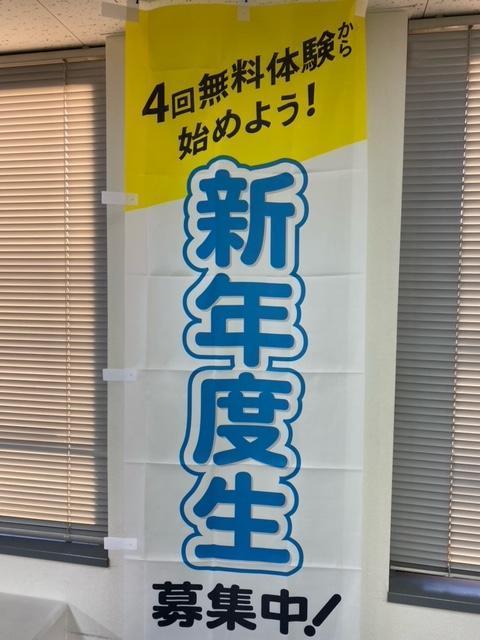 4回無料体験から
始めよう！
新年度生
募集中！